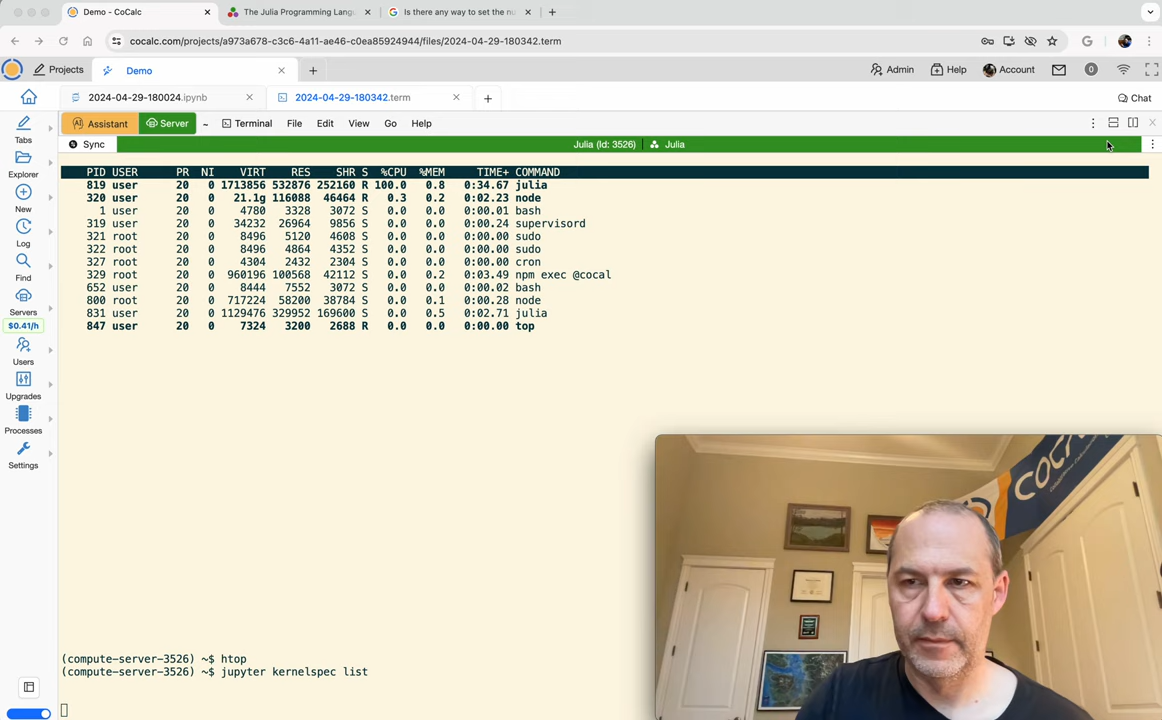 Demo - CoCalc
The Julia Programming Lang
Is there any way to set the nu
cocalc.com/projects/a973a678-c3c6-4a11-ae46-c0ea85924944/files/2024-04-29-180342.term
Projects
Demo
Admin
Help
Account
0
2024-04-29-180024.ipynb
2024-04-29-180342.term
Chat
Assistant
Server
~
Terminal
File
Edit
View
Go
Help
Sync
Julia (Id: 3526)
Julia
Tabs
Explorer
New
Log
Find
Servers
$0.41/h
Users
Upgrades
Processes
Settings
PID USER PR NI VIRT RES SHR S %CPU %MEM TIME+ COMMAND
819 user 20 0 1713856 532876 252160 R 100.0 0.8 0:34.67 julia
320 user 20 0 21.1g 116088 46464 R 0.3 0.2 0:02.23 node
1 user 20 0 4780 3328 3072 S 0.0 0.0 0:00.01 bash
319 user 20 0 34232 26964 9856 S 0.0 0.0 0:00.24 supervisord
321 root 20 0 8496 5120 4608 S 0.0 0.0 0:00.00 sudo
322 root 20 0 8496 4864 4352 S 0.0 0.0 0:00.00 sudo
327 root 20 0 4304 2432 2304 S 0.0 0.0 0:00.00 cron
329 root 20 0 960196 100568 42112 S 0.0 0.2 0:03.49 npm exec @cocal
652 user 20 0 8444 7552 3072 S 0.0 0.0 0:00.02 bash
800 root 20 0 717224 58200 38784 S 0.0 0.1 0:00.28 node
831 user 20 0 1129476 329952 169600 S 0.0 0.5 0:02.71 julia
847 user 20 0 7324 3200 2688 R 0.0 0.0 0:00.00 top
(compute-server-3526) ~$ htop
(compute-server-3526) ~$ jupyter kernelspec list